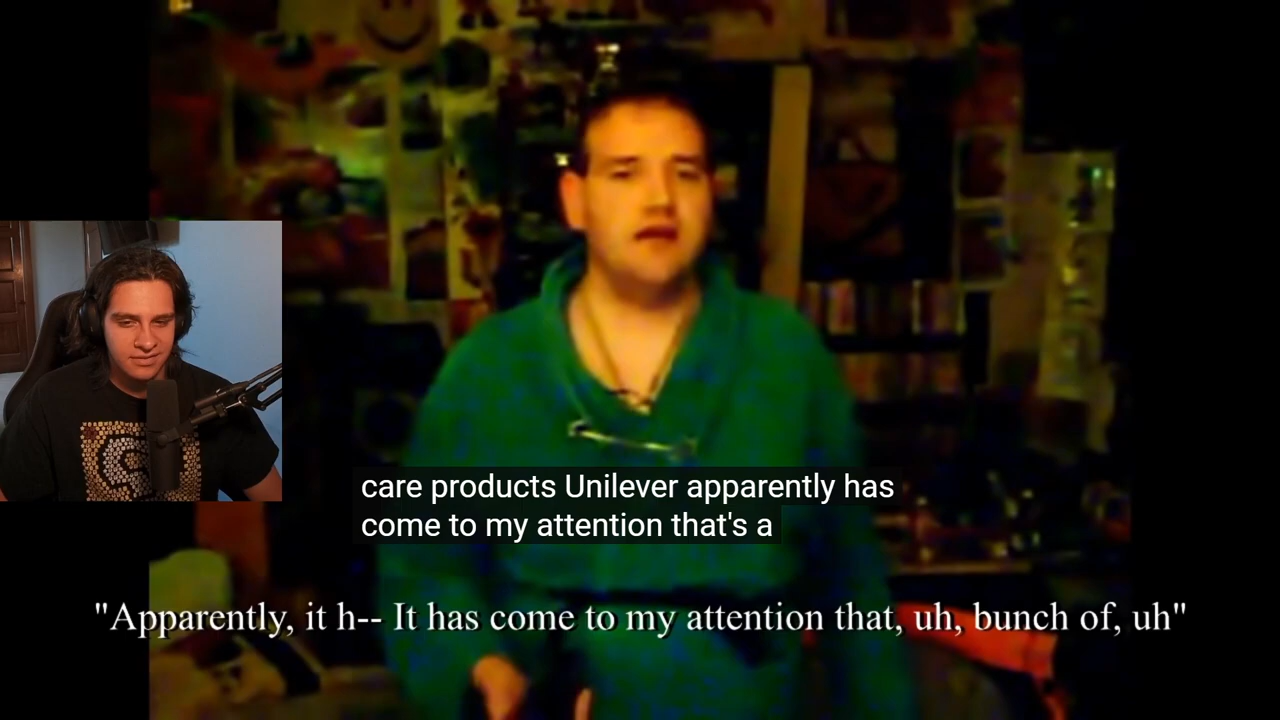 care products Unilever apparently has
come to my attention that's a
"Apparently, it h-- It has come to my attention that, uh, bunch of, uh"